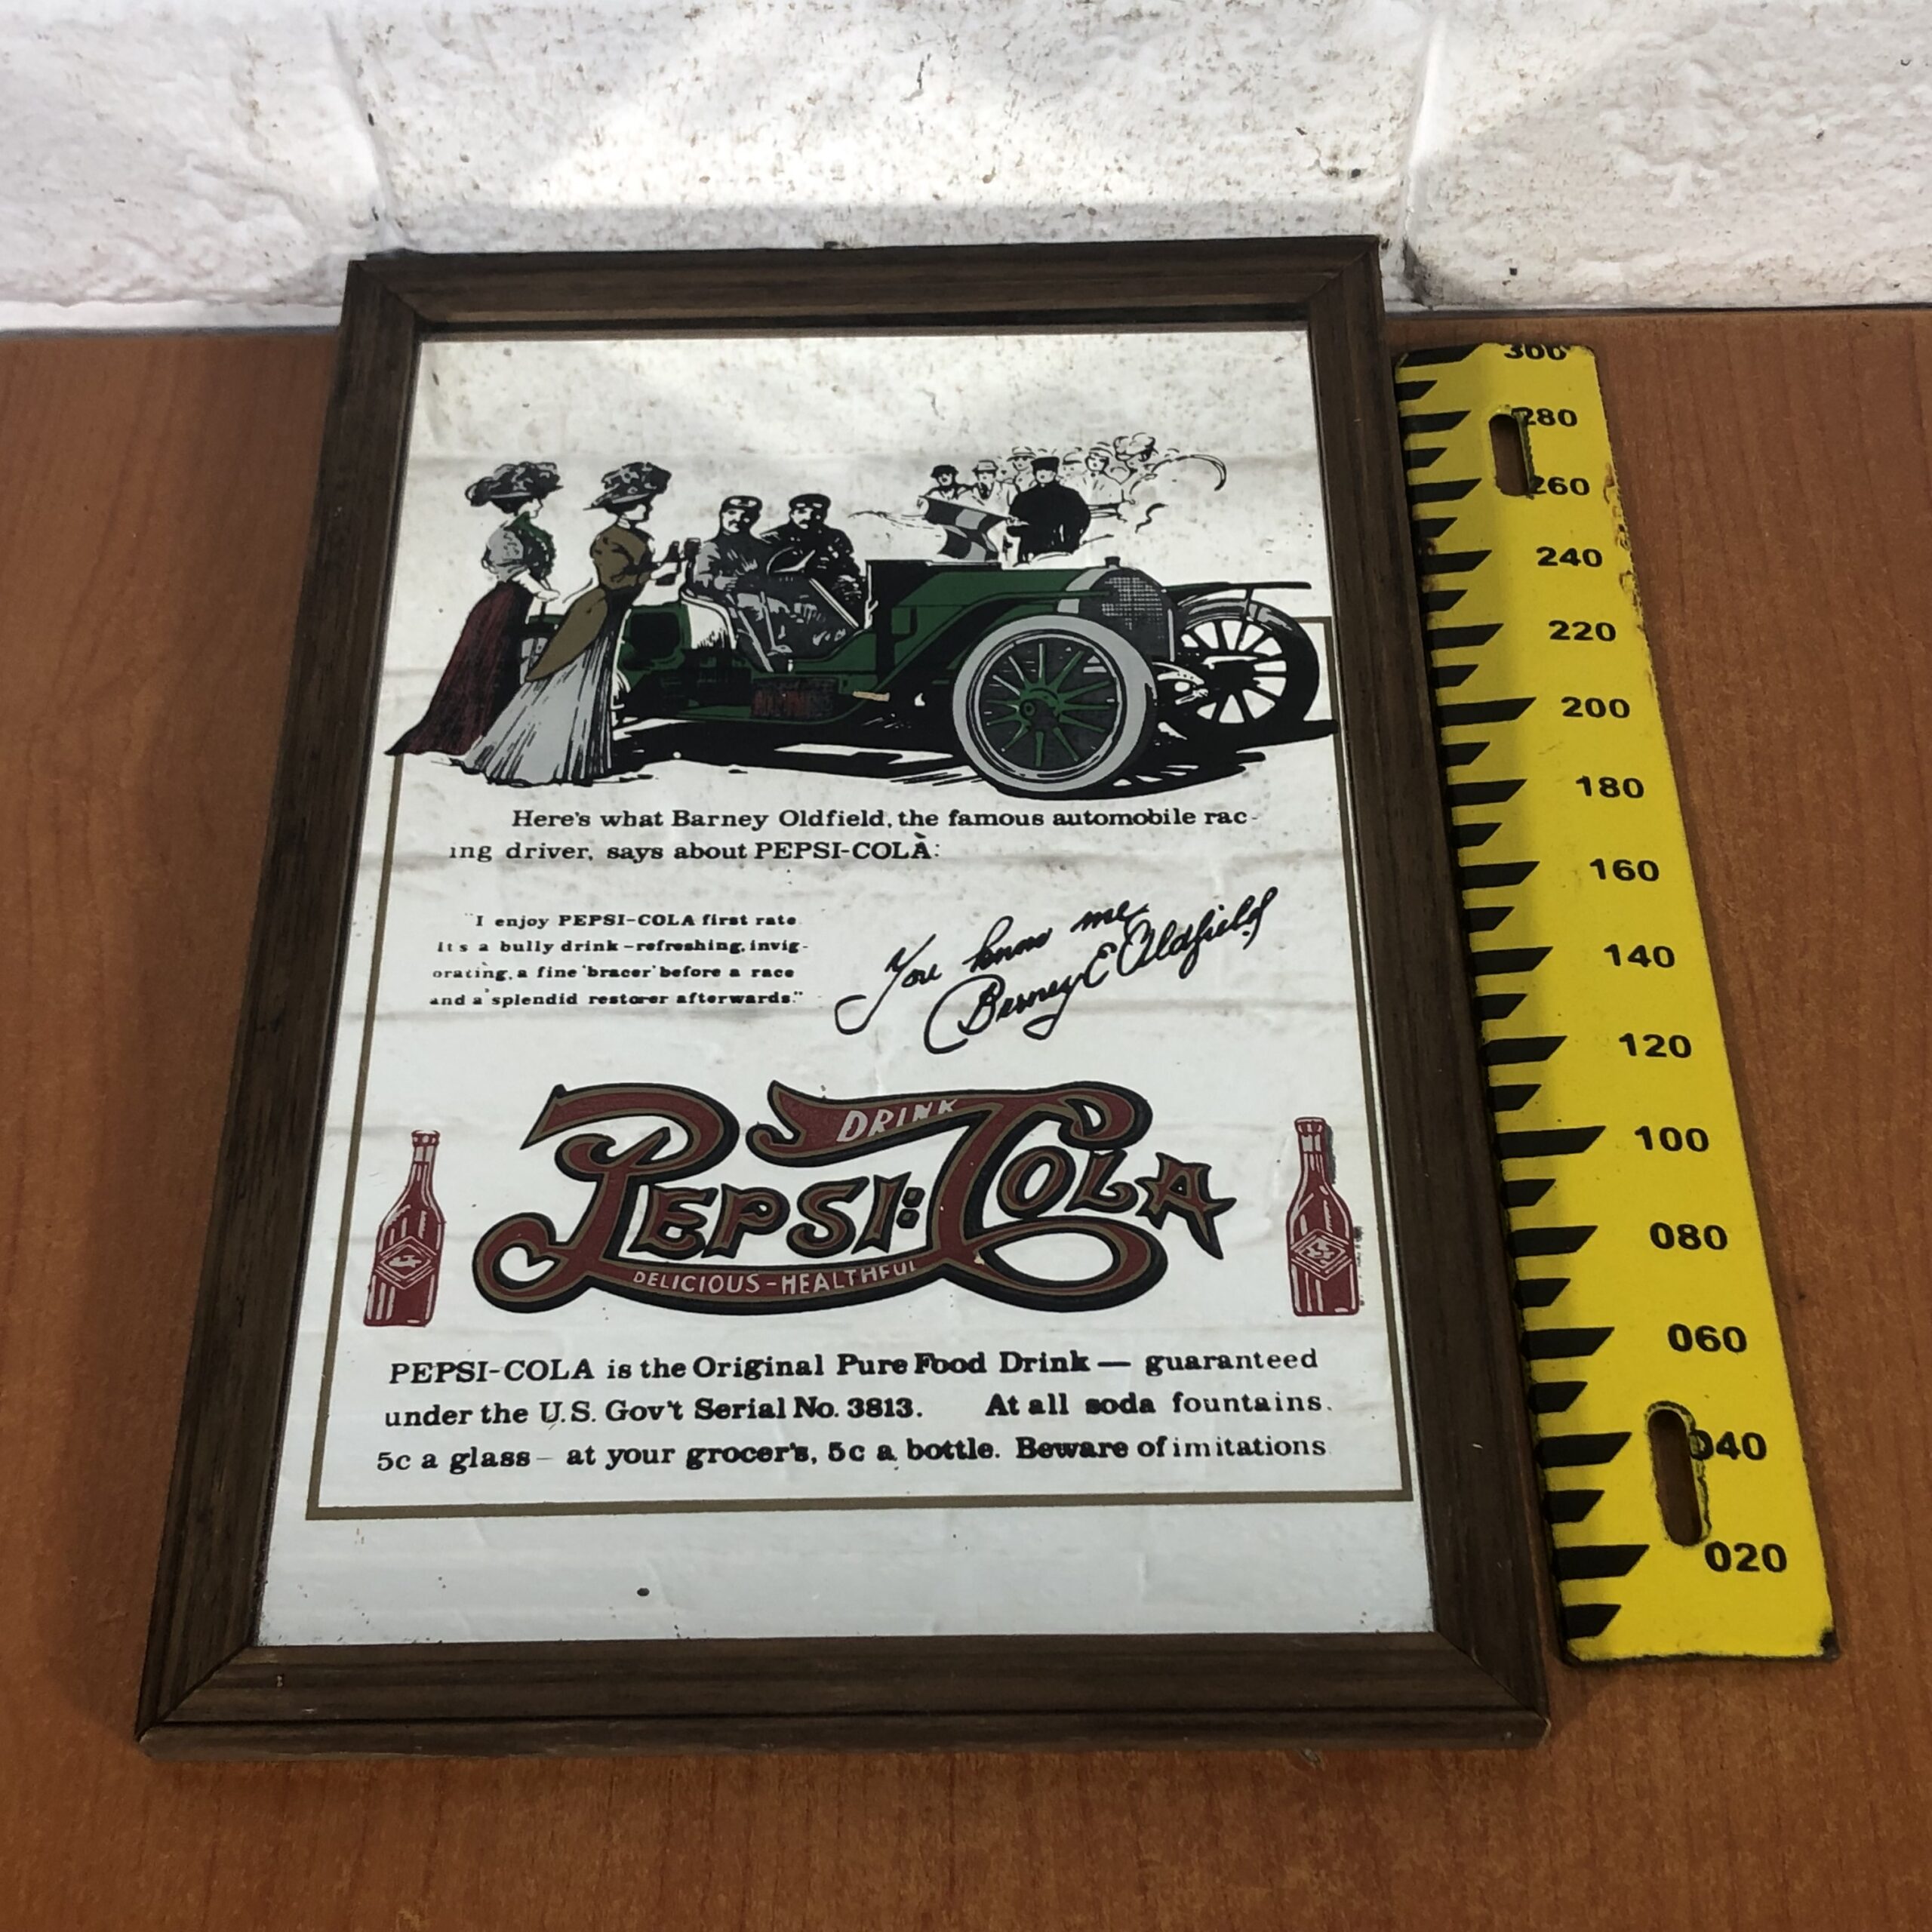 Here's what Barney Oldfield, the famous automobile rac-
ing driver, says about PEPSI-COLA:
"I enjoy PEPSI-COLA first rate
it's a bully drink-refreshing, invig-
orating, a fine 'bracer' before a race
and a splendid restorer afterwards."
You know me
Barney E Oldfield
DRINK
PEPSI:COLA
DELICIOUS-HEALTHFUL
PEPSI-COLA is the Original Pure Food Drink — guaranteed
under the U.S. Gov't Serial No. 3813. At all soda fountains.
5c a glass — at your grocer's, 5c a bottle. Beware of imitations
300
280
260
240
220
200
180
160
140
120
100
080
060
040
020